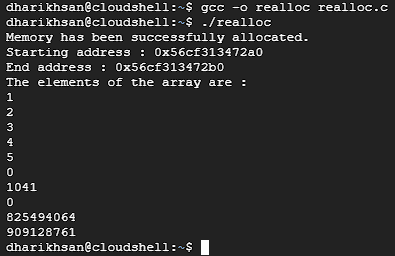 dharikhsan@cloudshell:~$ gcc -o realloc realloc.c
dharikhsan@cloudshell:~$ ./realloc
Memory has been successfully allocated.
Starting address : 0x56cf313472a0
End address : 0x56cf313472b0
The elements of the array are :
1
2
3
4
5
0
1041
0
825494064
909128761
dharikhsan@cloudshell:~$